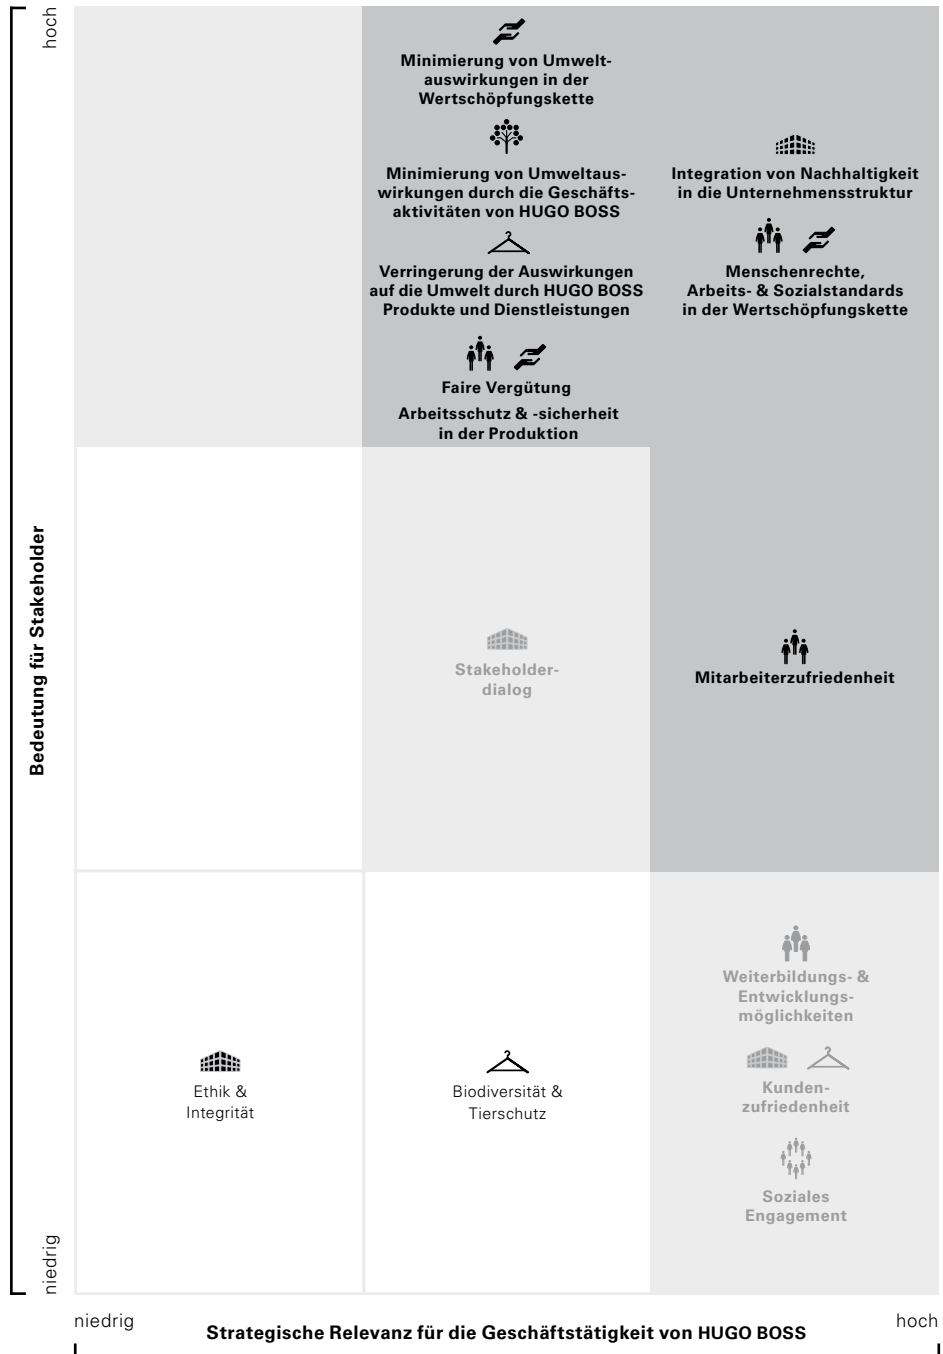 hoch
Minimierung von Umwelt-
auswirkungen in der
Wertschöpfungskette
Minimierung von Umweltaus-
wirkungen durch die Geschäfts-
aktivitäten von HUGO BOSS
Verringerung der Auswirkungen
auf die Umwelt durch HUGO BOSS
Produkte und Dienstleistungen
Faire Vergütung
Arbeitsschutz & -sicherheit
in der Produktion
Integration von Nachhaltigkeit
in die Unternehmensstruktur
Menschenrechte,
Arbeits- & Sozialstandards
in der Wertschöpfungskette
Bedeutung für Stakeholder
Stakeholder-
dialog
Mitarbeiterzufriedenheit
Ethik &
Integrität
Biodiversität &
Tierschutz
Weiterbildungs- &
Entwicklungs-
möglichkeiten
Kunden-
zufriedenheit
Soziales
Engagement
niedrig
niedrig
Strategische Relevanz für die Geschäftstätigkeit von HUGO BOSS
hoch